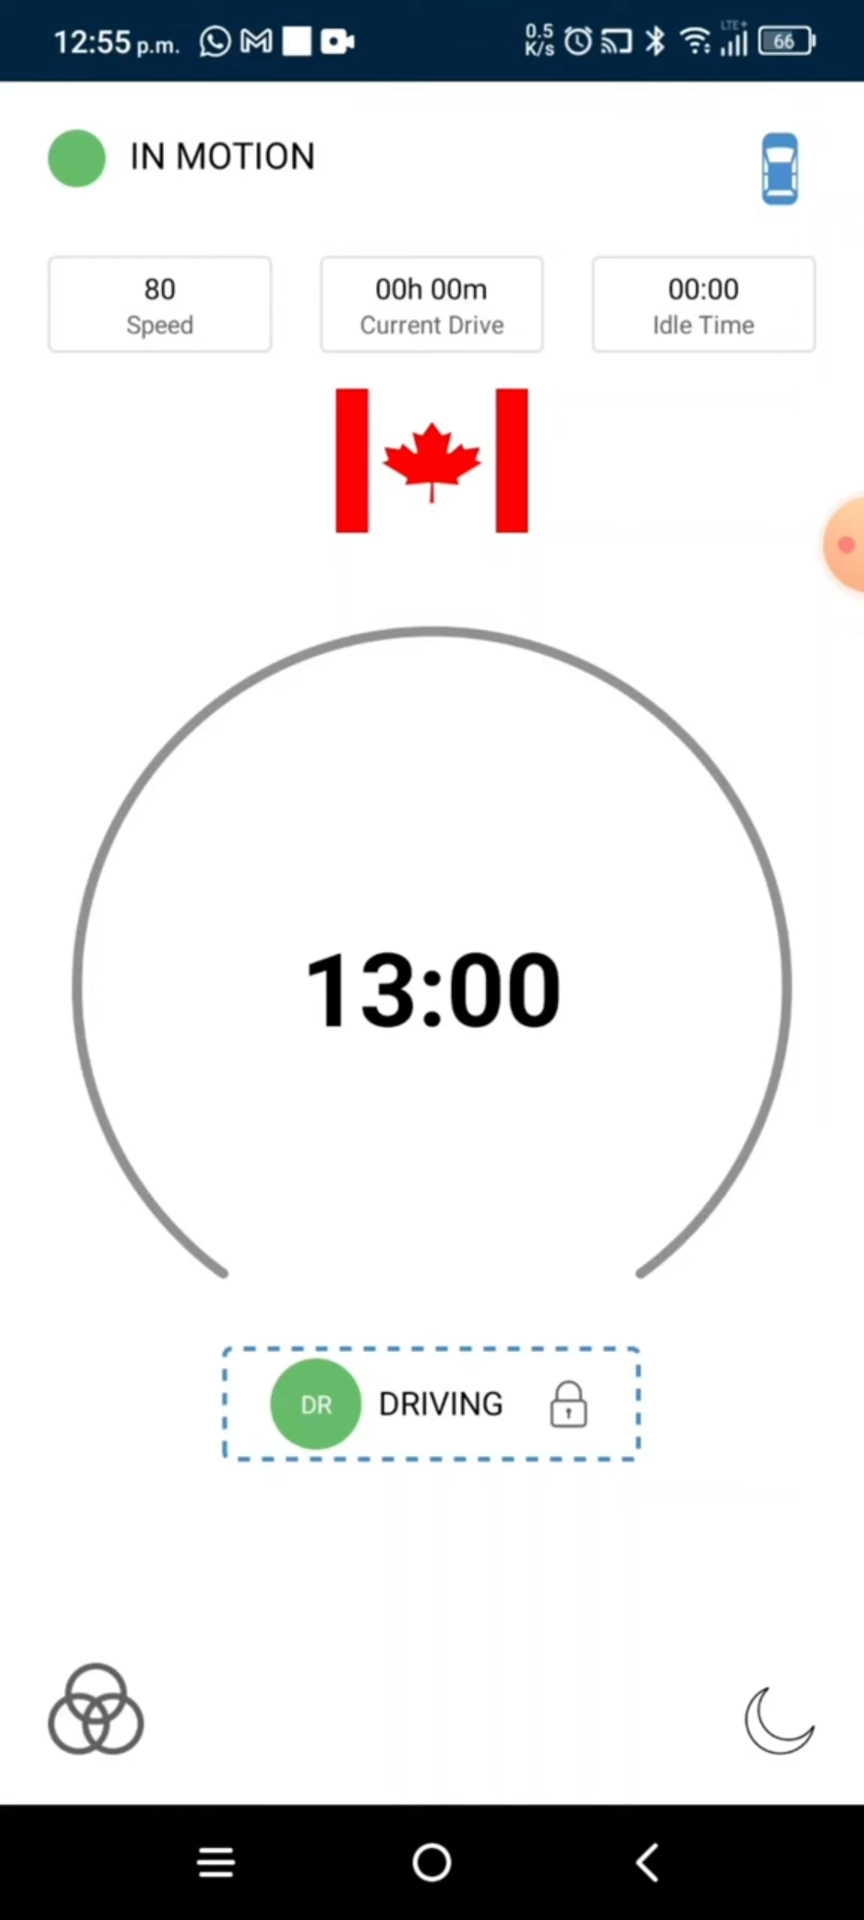 12:55 p.m.
0.5 K/s
LTE+
66
IN MOTION
80
Speed
00h 00m
Current Drive
00:00
Idle Time
13:00
DR DRIVING